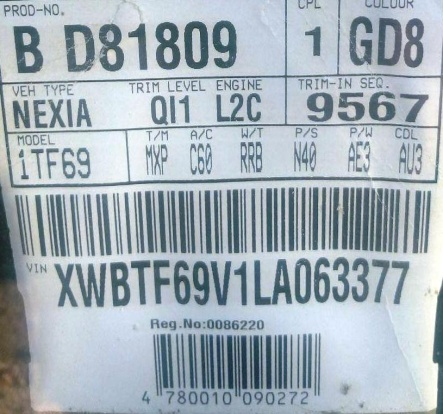 PROD-NO. CPL COLOUR
B D81809 1 GD8
VEH TYPE TRIM LEVEL ENGINE TRIM-IN SEQ.
NEXIA QI1 L2C 9567
MODEL T/M A/C W/T P/S P/W CDL
1TF69 MXP C60 RRB N40 AE3 AU3
VIN XWBTF69V1LA063377
Reg.No:0086220
4 780010 090272